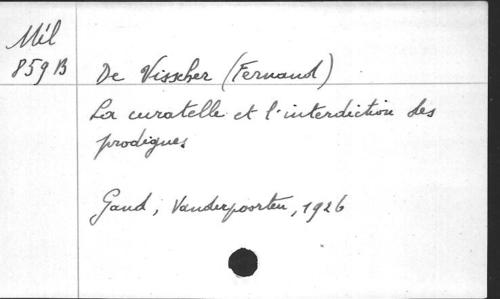 Mil
859 B
De Visscher (Fernand)
La curatelle et l'interdiction des
prodigues
Gand, Vanderpoorten, 1926